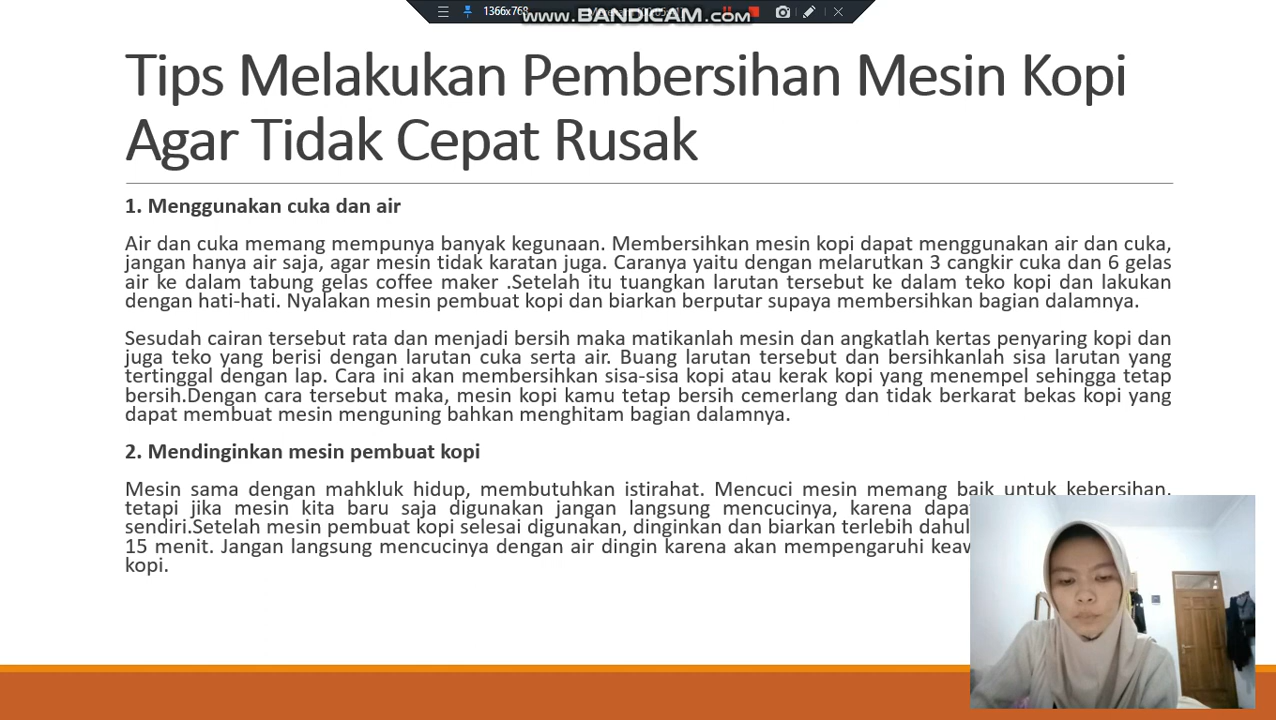 1366x768
www.BANDICAM.com
Tips Melakukan Pembersihan Mesin Kopi
Agar Tidak Cepat Rusak
1. Menggunakan cuka dan air
Air dan cuka memang mempunya banyak kegunaan. Membersihkan mesin kopi dapat menggunakan air dan cuka,
jangan hanya air saja, agar mesin tidak karatan juga. Caranya yaitu dengan melarutkan 3 cangkir cuka dan 6 gelas
air ke dalam tabung gelas coffee maker .Setelah itu tuangkan larutan tersebut ke dalam teko kopi dan lakukan
dengan hati-hati. Nyalakan mesin pembuat kopi dan biarkan berputar supaya membersihkan bagian dalamnya.
Sesudah cairan tersebut rata dan menjadi bersih maka matikanlah mesin dan angkatlah kertas penyaring kopi dan
juga teko yang berisi dengan larutan cuka serta air. Buang larutan tersebut dan bersihkanlah sisa larutan yang
tertinggal dengan lap. Cara ini akan membersihkan sisa-sisa kopi atau kerak kopi yang menempel sehingga tetap
bersih.Dengan cara tersebut maka, mesin kopi kamu tetap bersih cemerlang dan tidak berkarat bekas kopi yang
dapat membuat mesin menguning bahkan menghitam bagian dalamnya.
2. Mendinginkan mesin pembuat kopi
Mesin sama dengan mahkluk hidup, membutuhkan istirahat. Mencuci mesin memang baik untuk kebersihan,
tetapi jika mesin kita baru saja digunakan jangan langsung mencucinya, karena
sendiri.Setelah mesin pembuat kopi selesai digunakan, dinginkan dan biarkan terlebih
15 menit. Jangan langsung mencucinya dengan air dingin karena akan mempengaruhi
kopi.